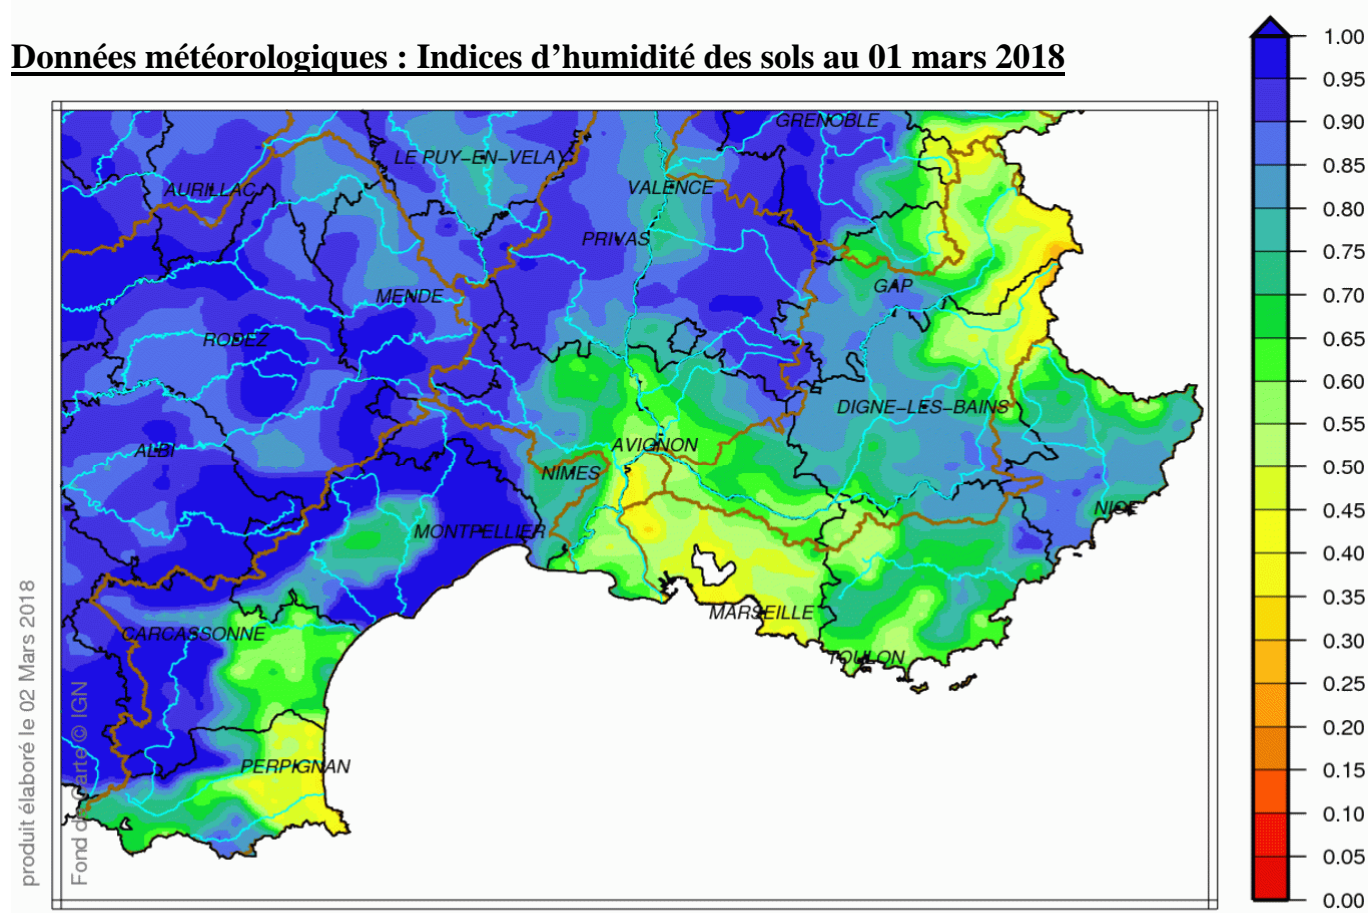 Données météorologiques : Indices d’humidité des sols au 01 mars 2018
GRENOBLE
LE PUY−EN−VELAY
AURILLAC
VALENCE
PRIVAS
GAP
MENDE
RODEZ
DIGNE−LES−BAINS
ALBI
AVIGNON
NIMES
NICE
MONTPELLIER
MARSEILLE
CARCASSONNE
TOULON
PERPIGNAN
produit élaboré le 02 Mars 2018
Fond de carte © IGN
1.00
0.95
0.90
0.85
0.80
0.75
0.70
0.65
0.60
0.55
0.50
0.45
0.40
0.35
0.30
0.25
0.20
0.15
0.10
0.05
0.00